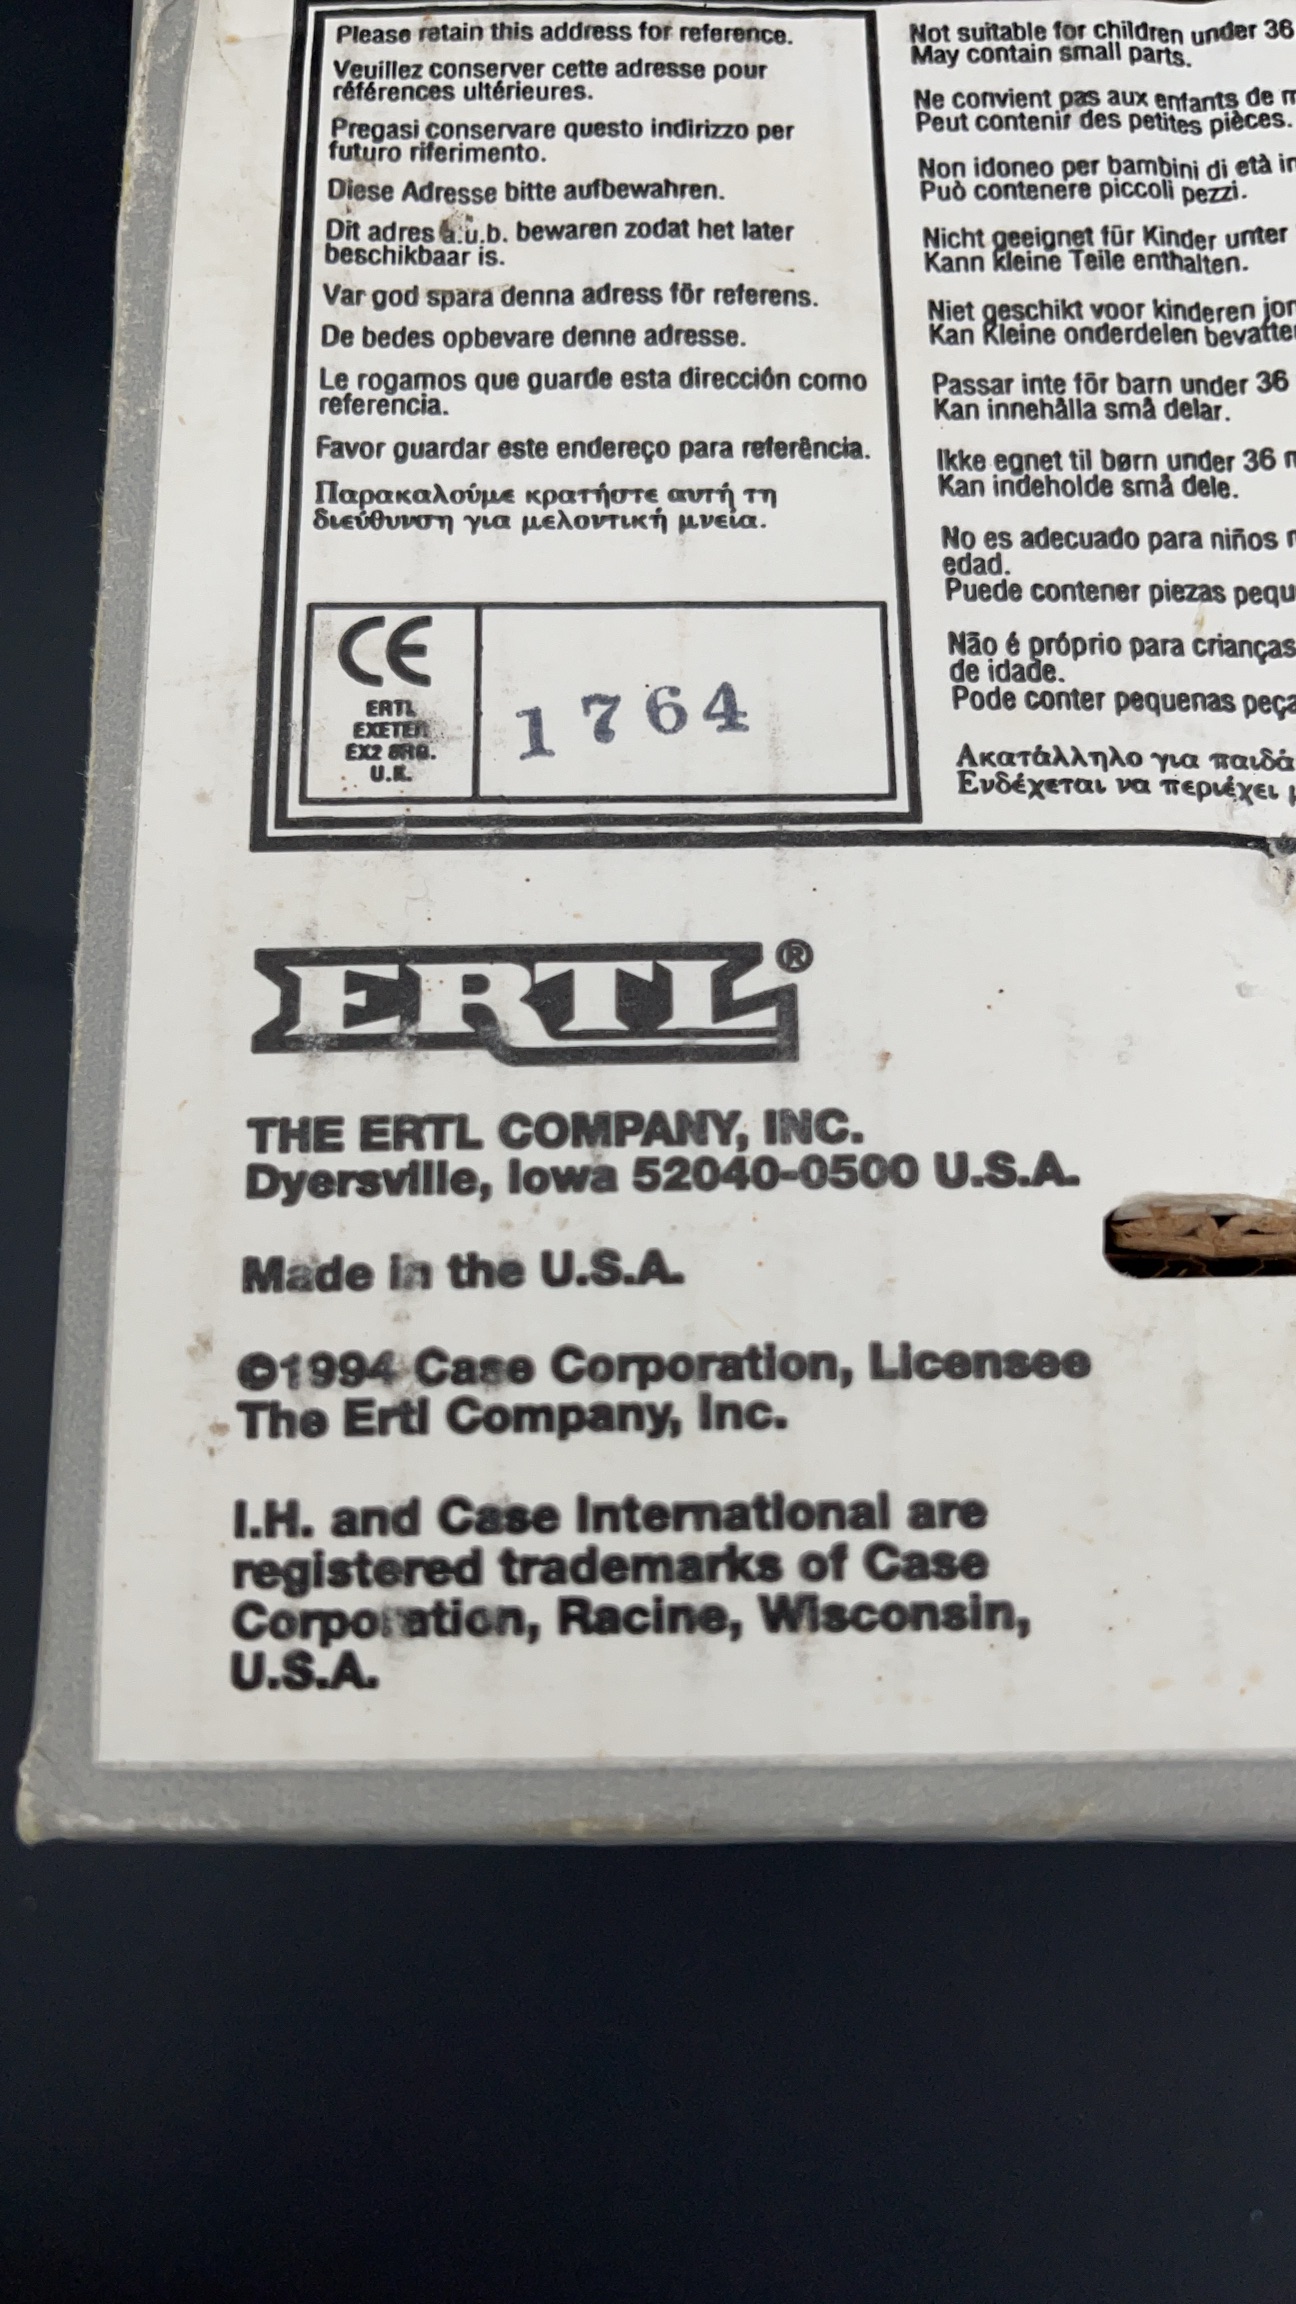 Please retain this address for reference.
Veuillez conserver cette adresse pour
références ultérieures.
Pregasi conservare questo indirizzo per
futuro riferimento.
Diese Adresse bitte aufbewahren.
Dit adres a.u.b. bewaren zodat het later
beschikbaar is.
Var god spara denna adress för referens.
De bedes opbevare denne adresse.
Le rogamos que guarde esta dirección como
referencia.
Favor guardar este endereço para referência.
Παρακαλούμε κρατήστε αυτή τη
διεύθυνση για μελοντική μνεία.
CE
ERTL
EXETER
EX2 8RQ.
U.K.
1764
Not suitable for children under 36
May contain small parts.
Ne convient pas aux enfants de
Peut contenir des petites pièces.
Non idoneo per bambini di età
Può contenere piccoli pezzi.
Nicht geeignet für Kinder unter
Kann kleine Teile enthalten.
Niet geschikt voor kinderen
Kan Kleine onderdelen
Passar inte för barn under 36
Kan innehålla små delar.
Ikke egnet til børn under 36
Kan indeholde små dele.
No es adecuado para niños
edad.
Puede contener piezas
Não é próprio para crianças
de idade.
Pode conter pequenas
Ακατάλληλο για
Ενδέχεται να περιέχει
ERTL®
THE ERTL COMPANY, INC.
Dyersville, Iowa 52040-0500 U.S.A.
Made in the U.S.A.
©1994 Case Corporation, Licensee
The Ertl Company, Inc.
I.H. and Case International are
registered trademarks of Case
Corporation, Racine, Wisconsin,
U.S.A.